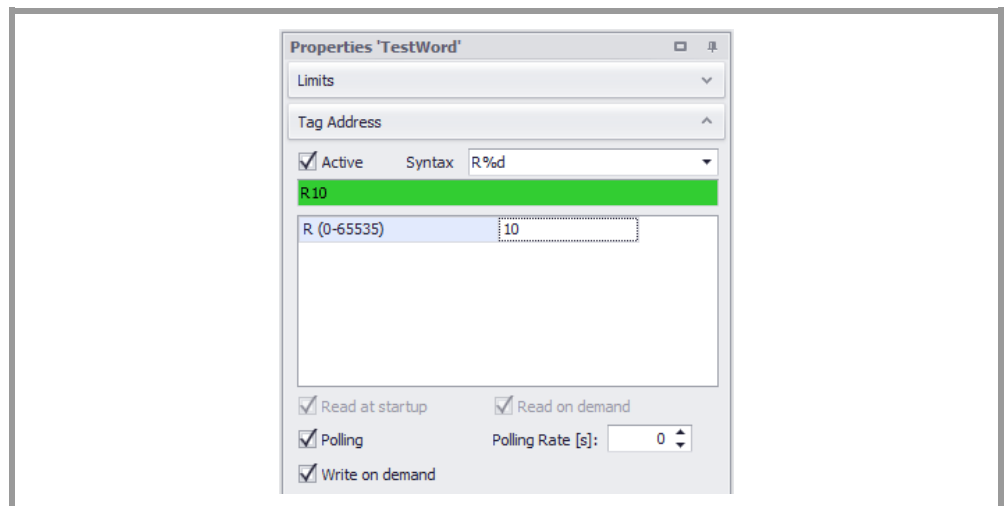 Properties 'TestWord'
Limits
Tag Address
Active Syntax R%d
R10
R (0-65535) 10
Read at startup Read on demand
Polling Polling Rate [s]: 0
Write on demand